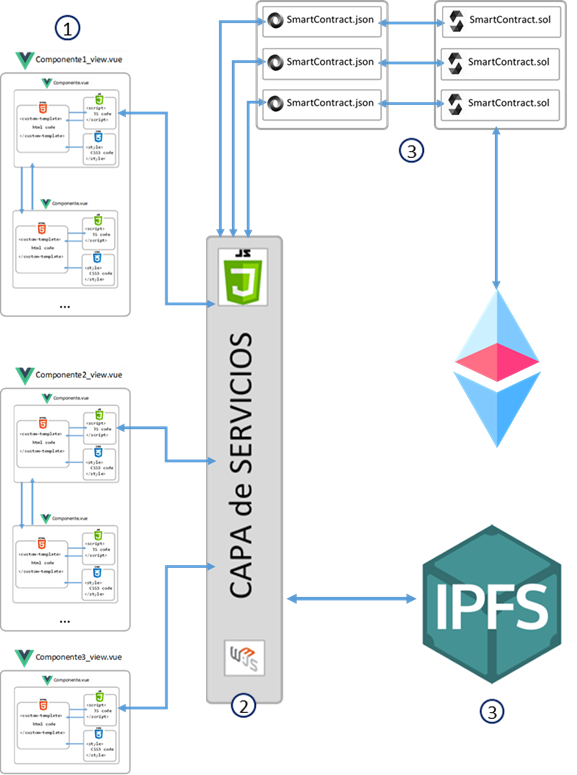 1
Componente1_view.vue
Componente.vue
<custom-template>
Html code
</custom-template>
<script>
JS code
</script>
<style>
CSS3 code
</style>
Componente.vue
<custom-template>
Html code
</custom-template>
<script>
JS code
</script>
<style>
CSS3 code
</style>
...
Componente2_view.vue
Componente.vue
<custom-template>
Html code
</custom-template>
<script>
JS code
</script>
<style>
CSS3 code
</style>
Componente.vue
<custom-template>
Html code
</custom-template>
<script>
JS code
</script>
<style>
CSS3 code
</style>
...
Componente3_view.vue
Componente.vue
<custom-template>
Html code
</custom-template>
<script>
JS code
</script>
<style>
CSS3 code
</style>
JS
CAPA de SERVICIOS
2
SmartContract.json
SmartContract.json
SmartContract.json
SmartContract.sol
SmartContract.sol
SmartContract.sol
3
IPFS
3